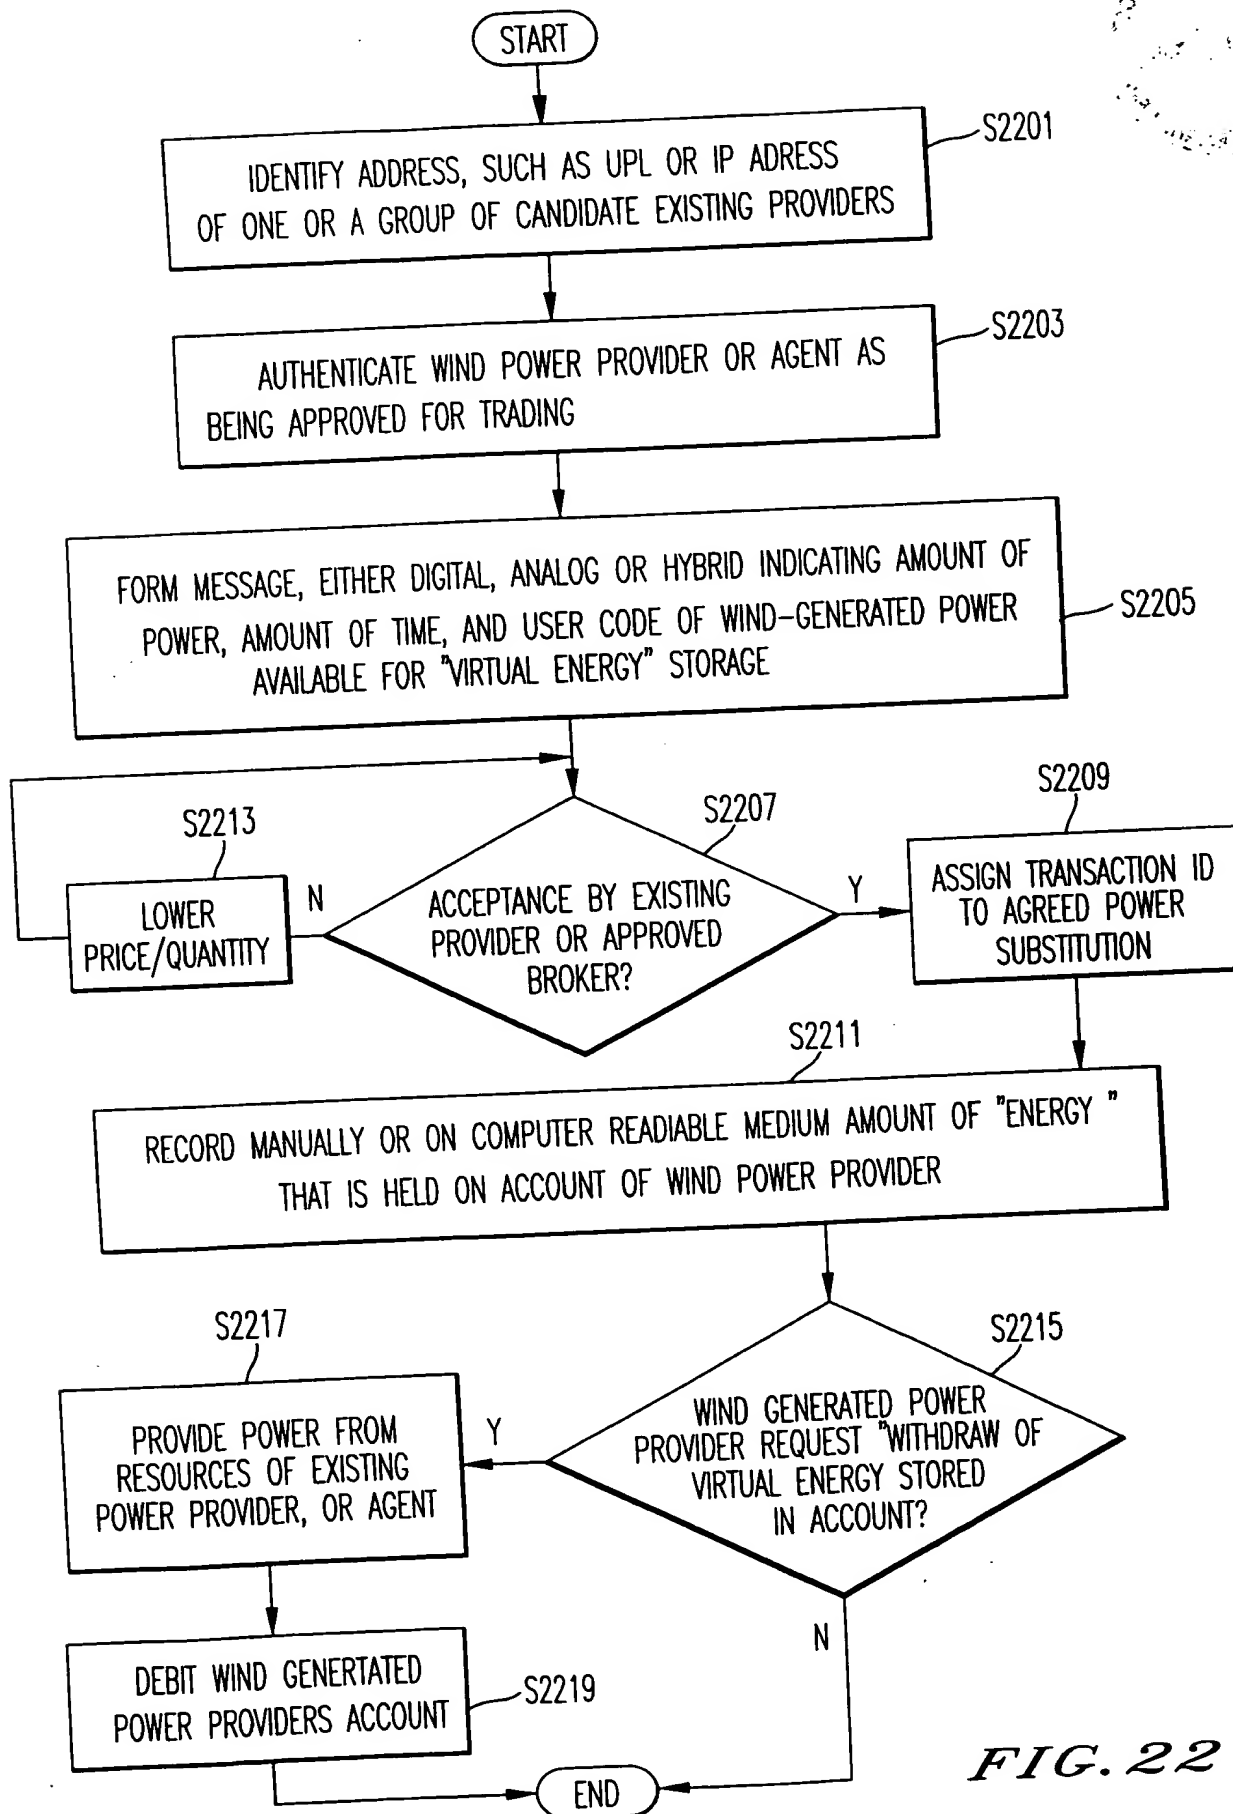 START
S2201
IDENTIFY ADDRESS, SUCH AS UPL OR IP ADRESS
OF ONE OR A GROUP OF CANDIDATE EXISTING PROVIDERS
S2203
AUTHENTICATE WIND POWER PROVIDER OR AGENT AS
BEING APPROVED FOR TRADING
FORM MESSAGE, EITHER DIGITAL, ANALOG OR HYBRID INDICATING AMOUNT OF
POWER, AMOUNT OF TIME, AND USER CODE OF WIND-GENERATED POWER
AVAILABLE FOR "VIRTUAL ENERGY" STORAGE
S2205
S2213
LOWER
PRICE/QUANTITY
N
S2207
ACCEPTANCE BY EXISTING
PROVIDER OR APPROVED
BROKER?
Y
S2209
ASSIGN TRANSACTION ID
TO AGREED POWER
SUBSTITUTION
S2211
RECORD MANUALLY OR ON COMPUTER READIABLE MEDIUM AMOUNT OF "ENERGY "
THAT IS HELD ON ACCOUNT OF WIND POWER PROVIDER
S2215
WIND GENERATED POWER
PROVIDER REQUEST "WITHDRAW OF
VIRTUAL ENERGY STORED
IN ACCOUNT?
Y
S2217
PROVIDE POWER FROM
RESOURCES OF EXISTING
POWER PROVIDER, OR AGENT
N
DEBIT WIND GENERTATED
POWER PROVIDERS ACCOUNT
S2219
END
FIG. 22